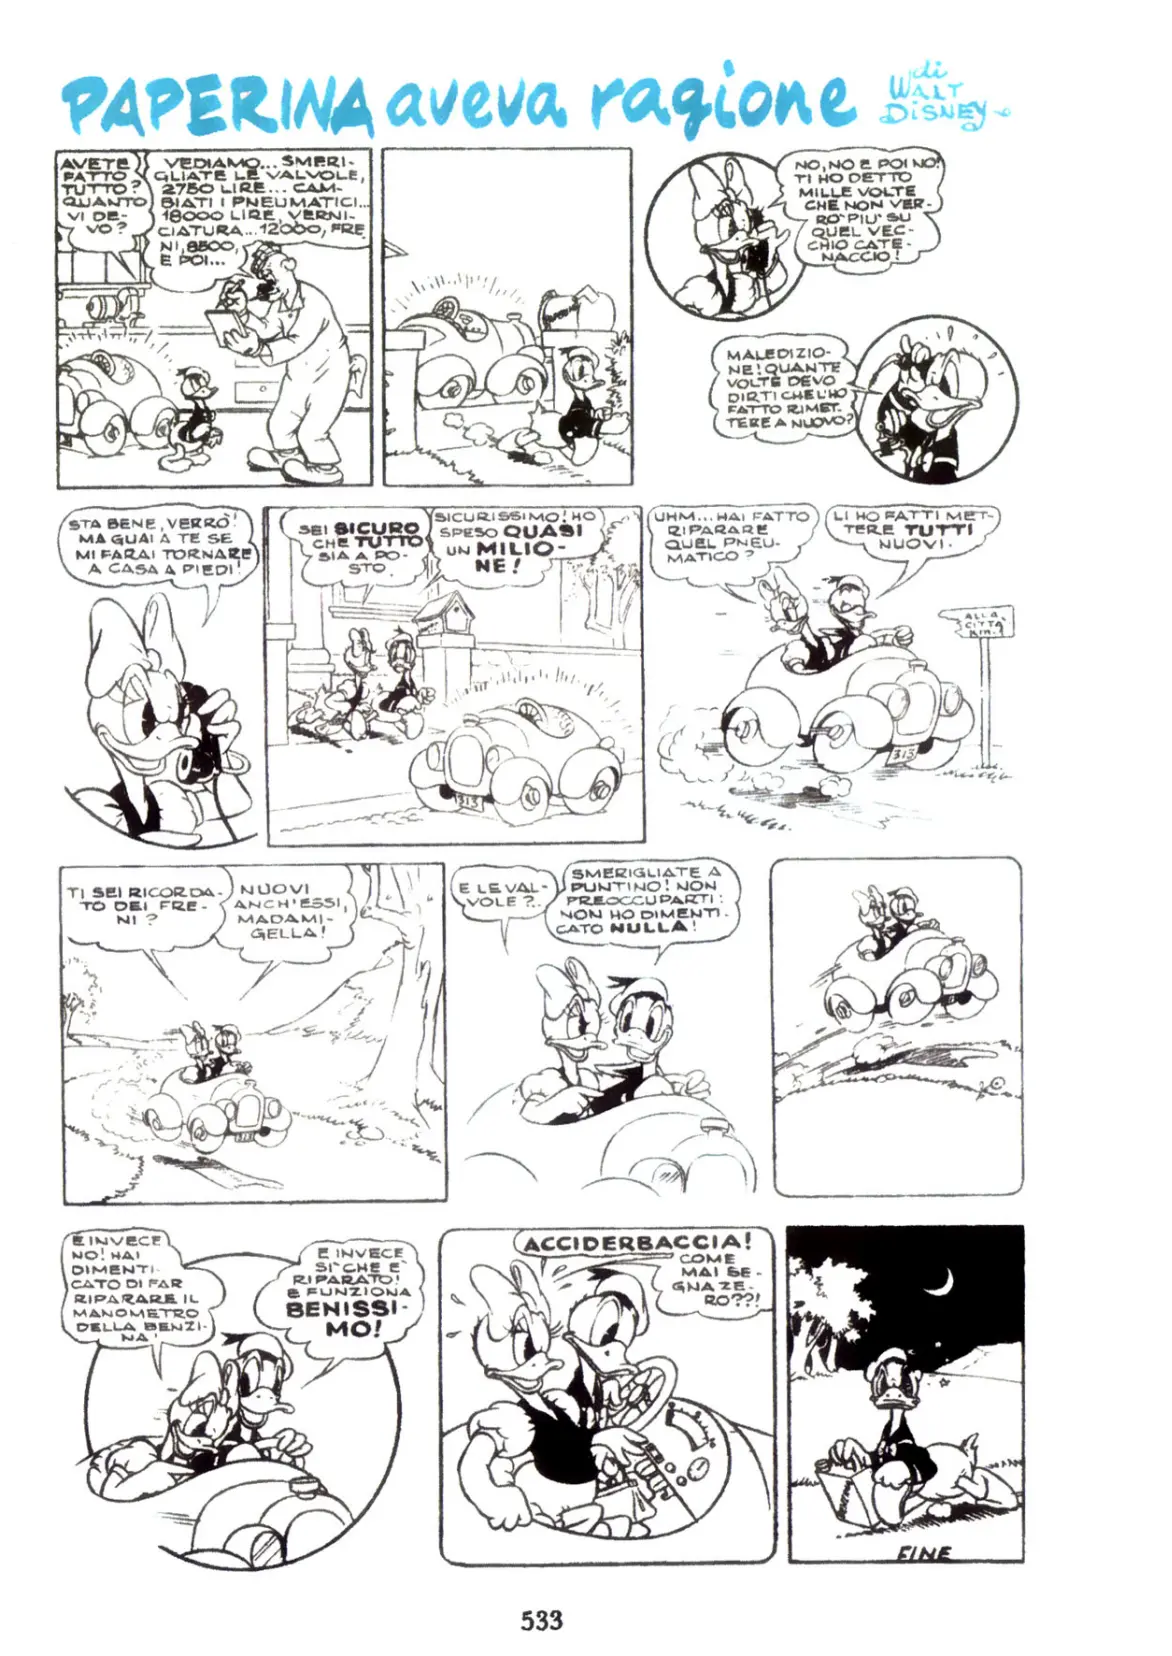 PAPERINA aveva ragione
di
WALT
DISNEY
AVETE
FATTO
TUTTO?
QUANTO
VI DE-
VO?
VEDIAMO... SMERI-
GLIATE LE VALVOLE,
2750 LIRE... CAM-
BIATI I PNEUMATICI...
18000 LIRE, VERNI-
CIATURA... 12000, FRE
NI, 8500,
E POI...
NO, NO E POI NO!
TI HO DETTO
MILLE VOLTE
CHE NON VER-
RO' PIU' SU
QUEL VEC-
CHIO CATE-
NACCIO!
MALEDIZIO-
NE! QUANTE
VOLTE DEVO
DIRTI CHE L'HO
FATTO RIMET-
TERE A NUOVO?
STA BENE, VERRO'!
MA GUAI A TE SE
MI FARAI TORNARE
A CASA A PIEDI!
SEI SICURO
CHE TUTTO
SIA A PO-
STO.
SICURISSIMO! HO
SPESO QUASI
UN MILIO-
NE!
313
UHM... HAI FATTO
RIPARARE
QUEL PNEU-
MATICO?
LI HO FATTI MET-
TERE TUTTI
NUOVI.
ALLA
CITTA'
KM.
313
TI SEI RICORDA-
TO DEI FRE-
NI?
NUOVI
ANCH'ESSI,
MADAMI-
GELLA!
313
E LE VAL-
VOLE?..
SMERIGLIATE A
PUNTINO! NON
PREOCCUPARTI:
NON HO DIMENTI-
CATO NULLA!
E INVECE
NO! HAI
DIMENTI-
CATO DI FAR
RIPARARE IL
MANOMETRO
DELLA BENZI-
NA!
E INVECE
SI' CHE E'
RIPARATO!
E FUNZIONA
BENISSI-
MO!
ACCIDERBACCIA!
COME
MAI SE-
GNA ZE-
RO??!
FINE
533